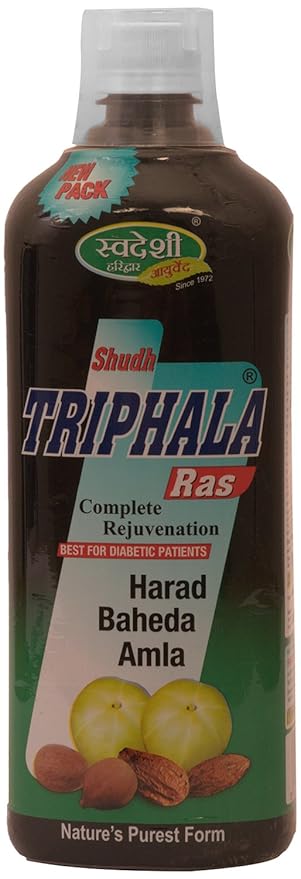 NEW
PACK
स्वदेशी®
हरिद्वार
आयुर्वेद
Since 1972
Shudh
TRIPHALA®
Ras
Complete
Rejuvenation
BEST FOR DIABETIC PATIENTS
Harad
Baheda
Amla
Nature's Purest Form